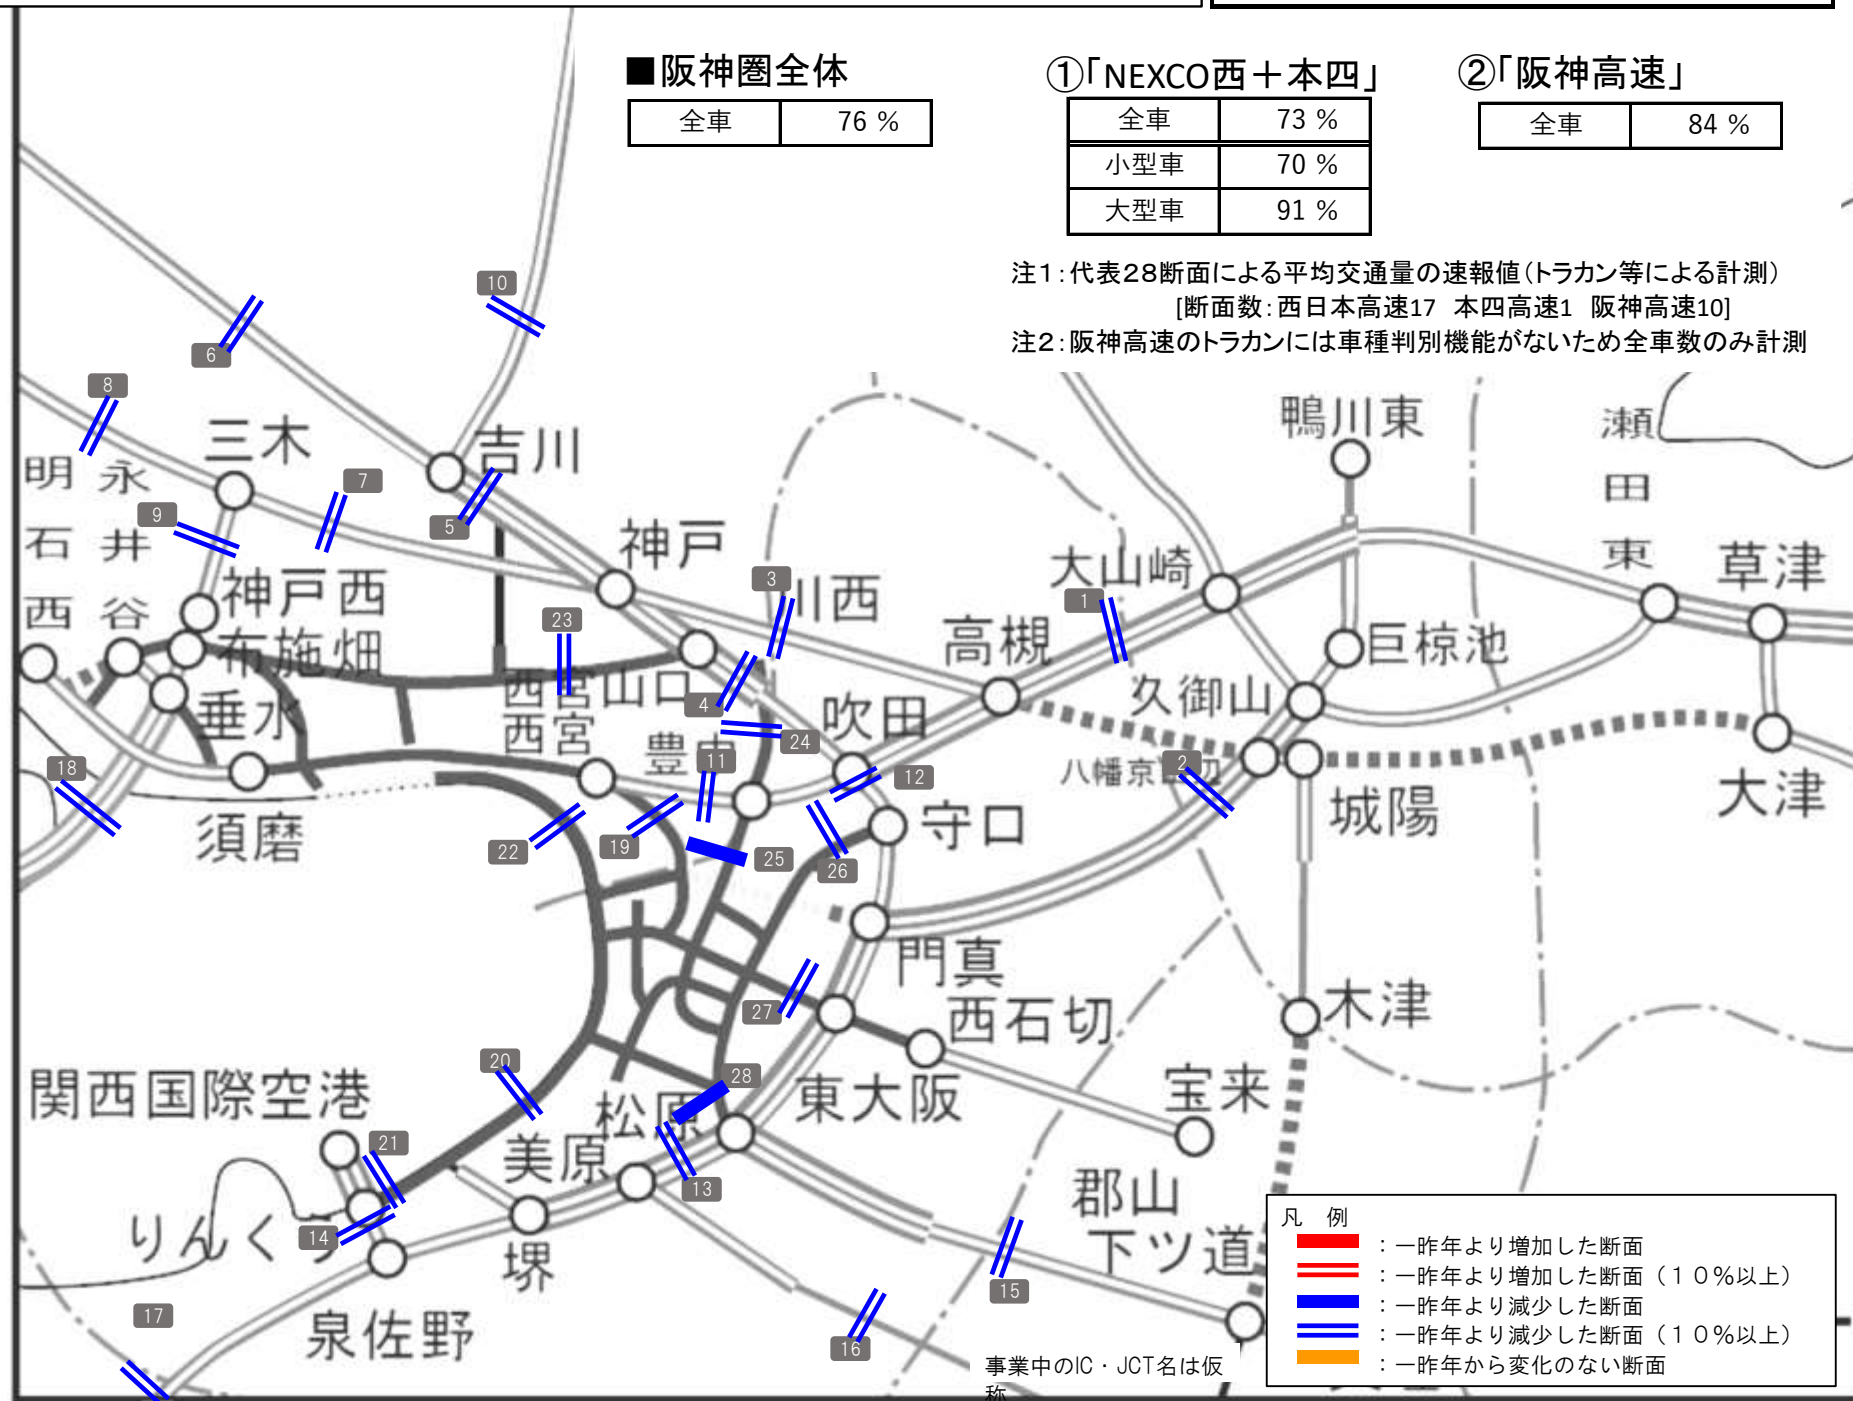 ■阪神圏全体
全車 76 %
①「NEXCO西＋本四」
全車 73 %
小型車 70 %
大型車 91 %
②「阪神高速」
全車 84 %
注１：代表２８断面による平均交通量の速報値（トラカン等による計測）
[断面数：西日本高速17 本四高速1 阪神高速10]
注２：阪神高速のトラカンには車種判別機能がないため全車数のみ計測
10
6
8
三木
吉川
鴨川東
瀬田東
明石西
永井谷
7
9
5
神戸
大山崎
草津
3
川西
1
神戸西
23
高槻
布施畑
巨椋池
西宮山口
4
久御山
垂水
西宮
豊中
24
吹田
11
12
18
八幡京田辺
2
城陽
大津
須磨
22
19
25
26
守口
門真
27
西石切
木津
20
28
関西国際空港
松原
東大阪
宝来
21
美原
13
郡山
下ツ道
りんくう
14
堺
15
17
泉佐野
16
事業中のIC・JCT名は仮
称
凡 例
：一昨年より増加した断面
：一昨年より増加した断面（１０％以上）
：一昨年より減少した断面
：一昨年より減少した断面（１０％以上）
：一昨年から変化のない断面